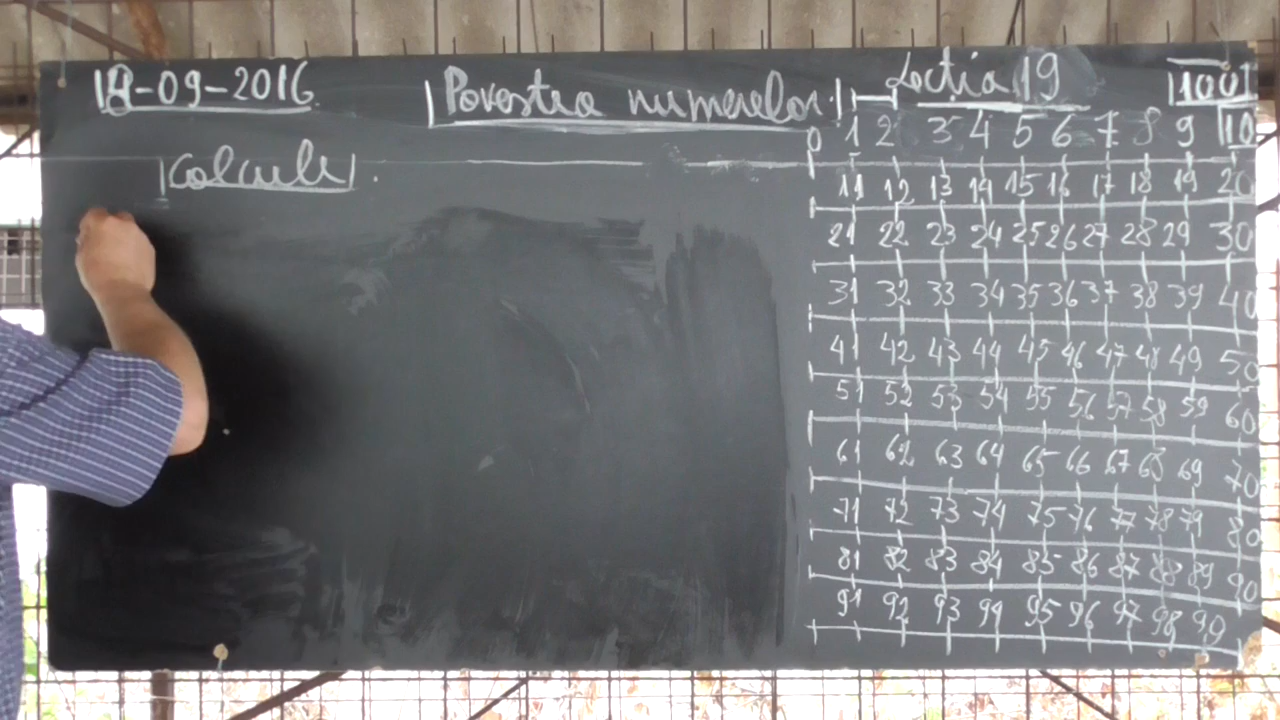 -09-2016
Povestea numerelor
Lectia 19
100
Calcule
0 1 2 3 4 5 6 7 8 9 10
11 12 13 14 15 16 17 18 19 20
21 22 23 24 25 26 27 28 29 30
31 32 33 34 35 36 37 38 39 40
41 42 43 44 45 46 47 48 49 50
51 52 53 54 55 56 57 58 59 60
61 62 63 64 65 66 67 68 69 70
71 72 73 74 75 76 77 78 79 80
81 82 83 84 85 86 87 88 89 90
91 92 93 94 95 96 97 98 99